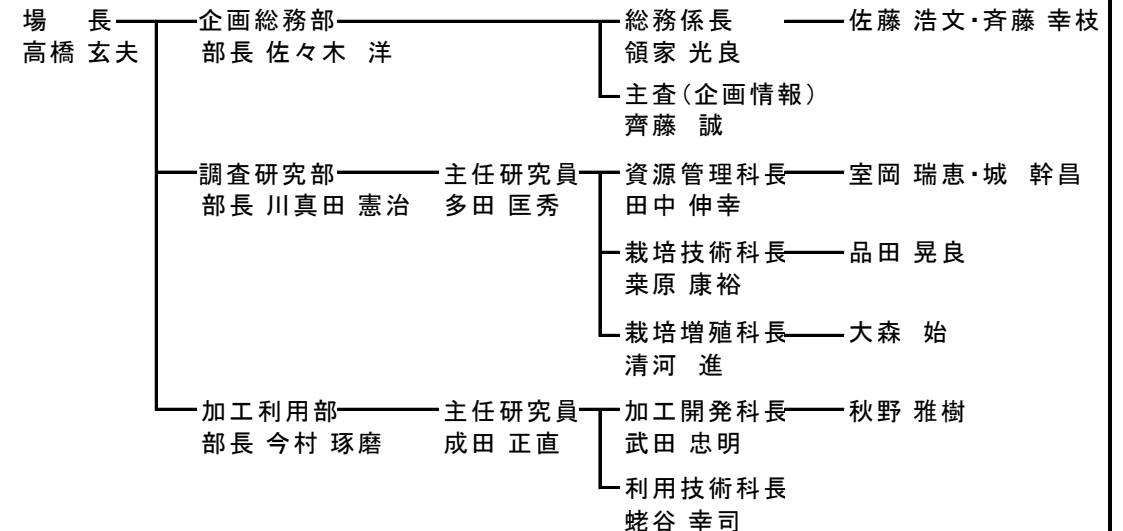 場　長 企画総務部 総務係長 佐藤 浩文・斉藤 幸枝
高橋 玄夫 部長 佐々木 洋 領家 光良
主査(企画情報)
齊藤 誠
調査研究部 主任研究員 資源管理科長 室岡 瑞恵・城 幹昌
部長 川真田 憲治 多田 匡秀 田中 伸幸
栽培技術科長 品田 晃良
桒原 康裕
栽培増殖科長 大森 始
清河 進
加工利用部 主任研究員 加工開発科長 秋野 雅樹
部長 今村 琢磨 成田 正直 武田 忠明
利用技術科長
蛯谷 幸司